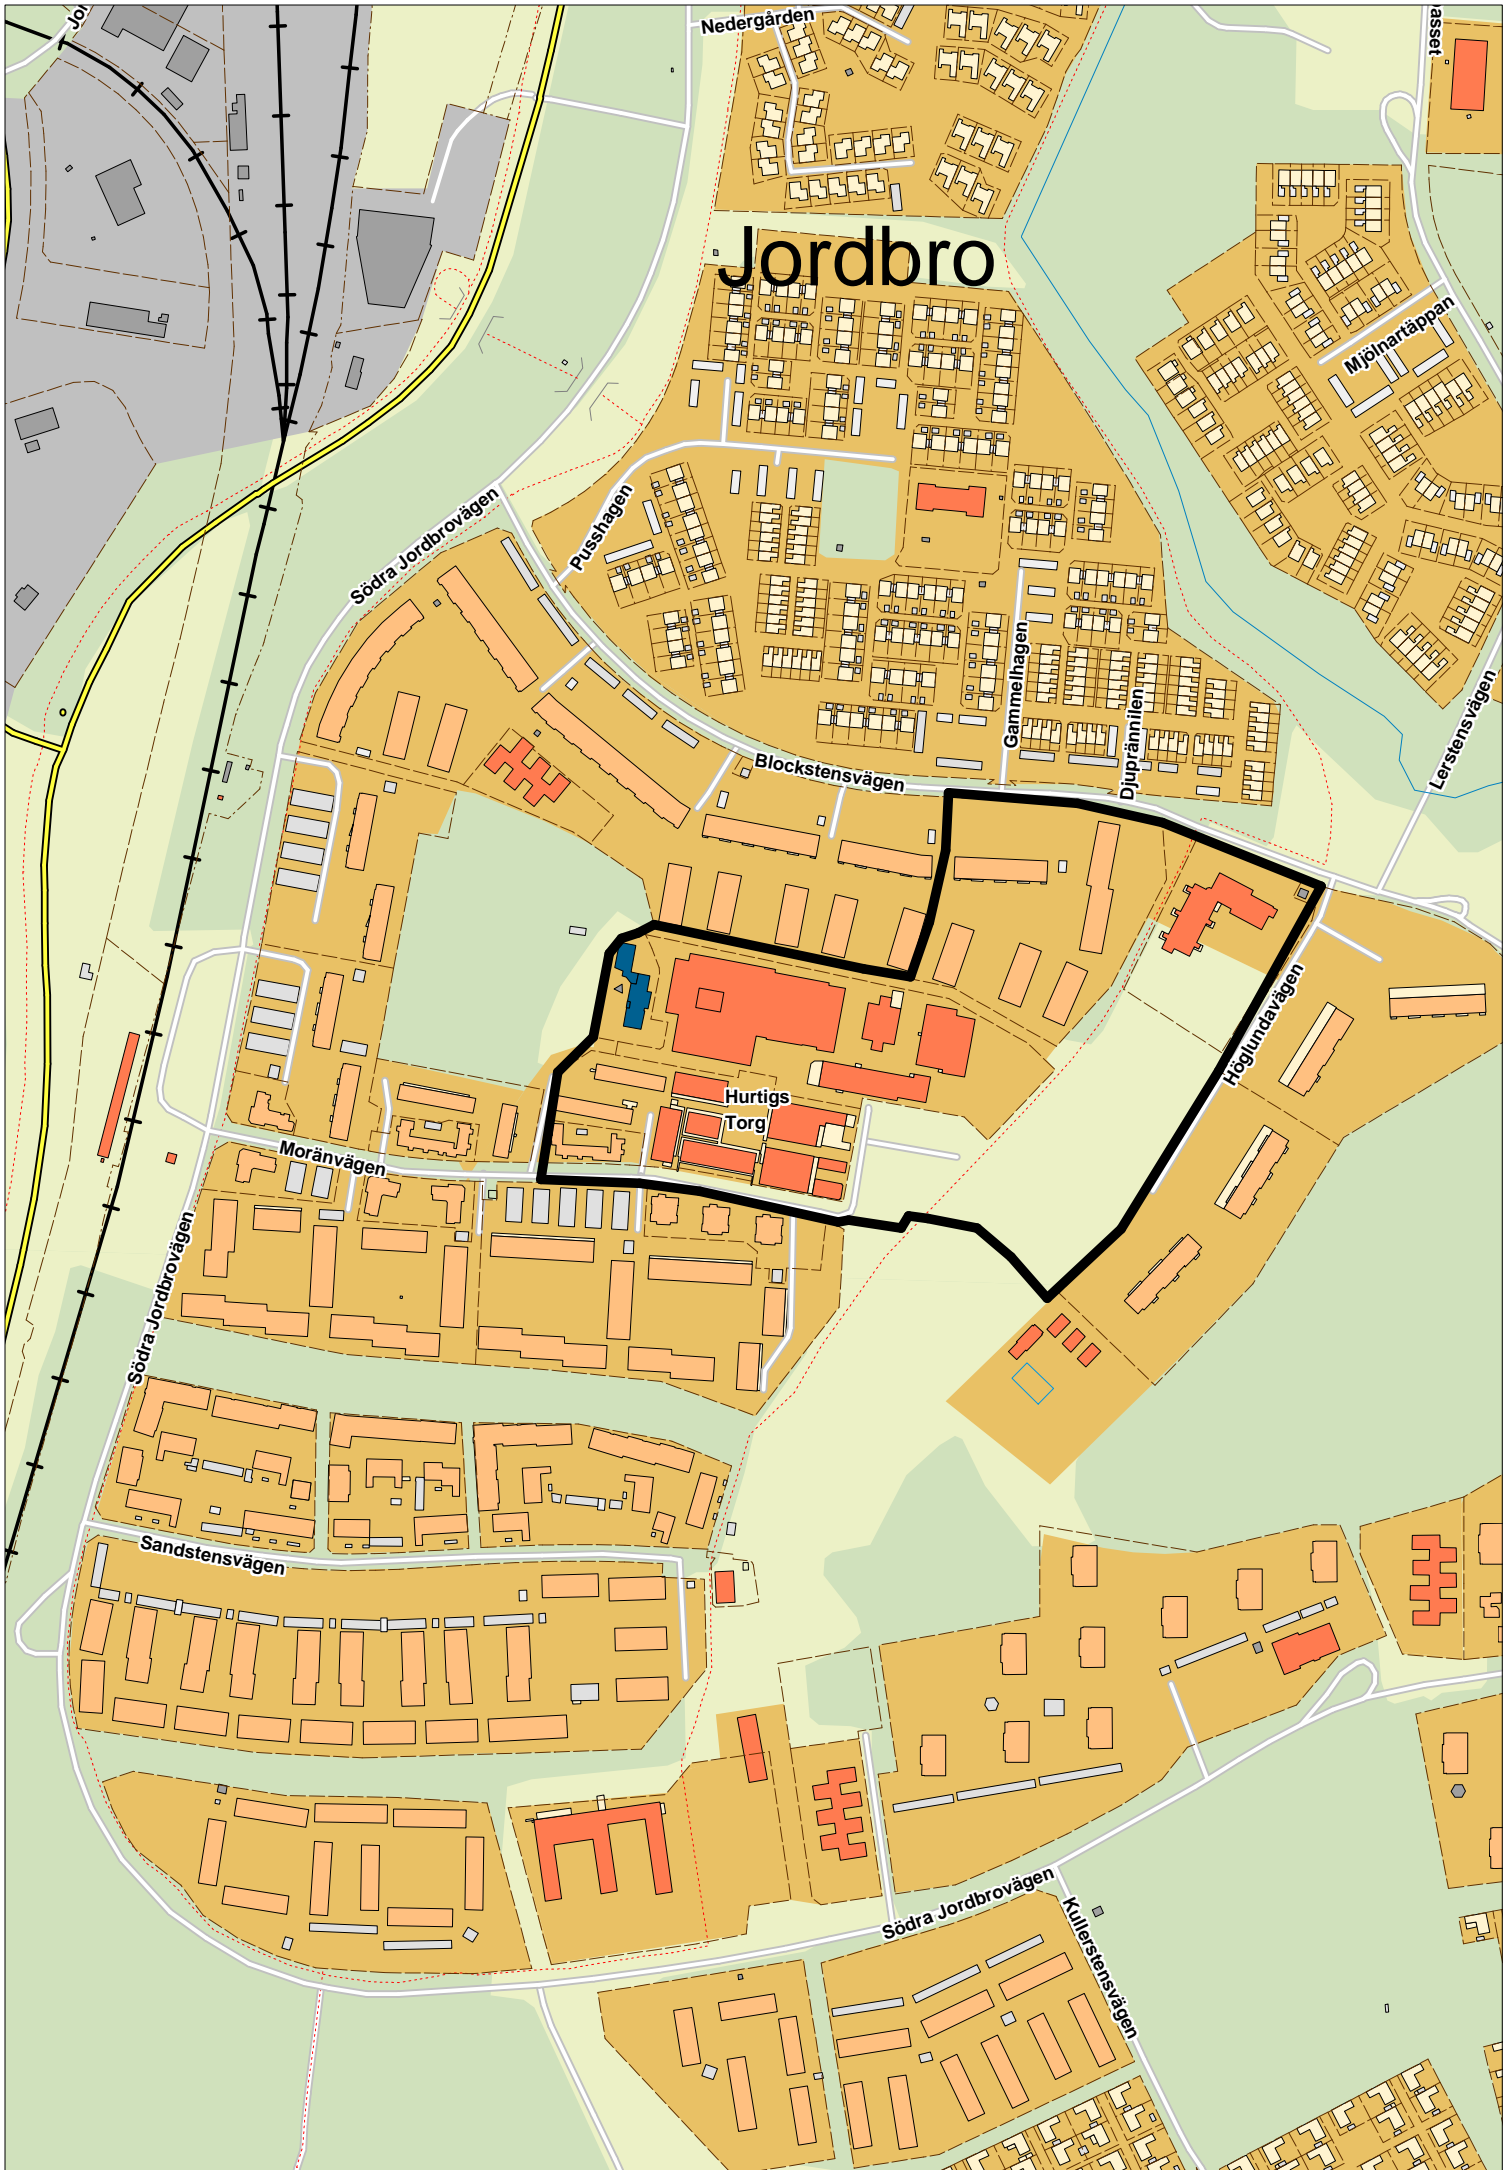 Nedergården
Jordbro
Mjölnartäppan
Södra Jordbrovägen
Pusshagen
Gammelhagen
Djuprännilen
Lerstensvägen
Blockstensvägen
Höglundavägen
Hurtigs
Torg
Moränvägen
Södra Jordbrovägen
Sandstensvägen
Södra Jordbrovägen
Kullerstensvägen